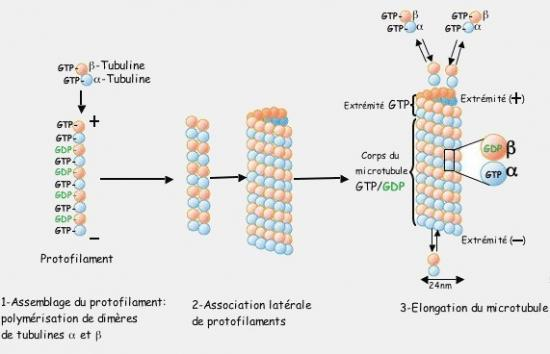 GTP- β-Tubuline
GTP- α-Tubuline
GTP-
+
GTP-
GDP-
GTP-
GDP-
GTP-
GDP-
GTP-
GDP-
GTP-
−
Protofilament
1-Assemblage du protofilament:
polymérisation de dimères
de tubulines α et β
2-Association latérale
de protofilaments
GTP- β
GTP- α
GTP- β
GTP- α
Extrémité GTP
Extrémité (+)
Corps du
microtubule
GTP/GDP
GDP β
GTP α
Extrémité (−)
24nm
3-Elongation du microtubule